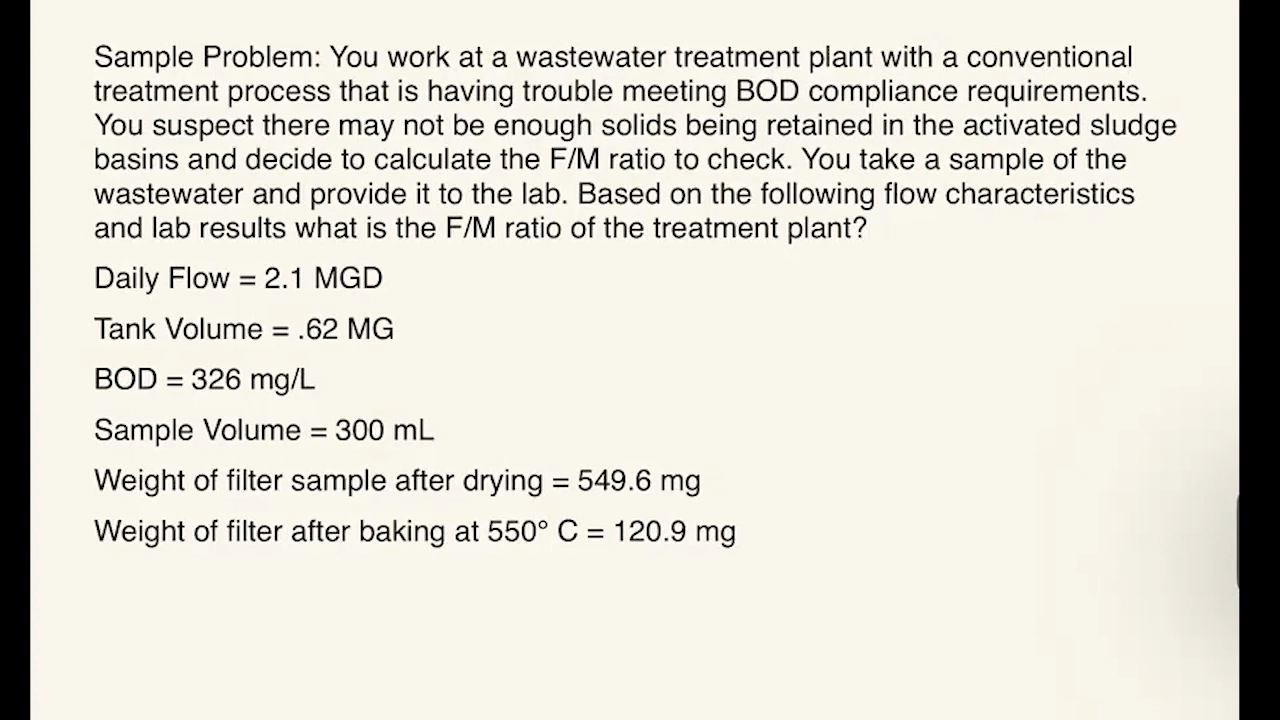 Sample Problem: You work at a wastewater treatment plant with a conventional
treatment process that is having trouble meeting BOD compliance requirements.
You suspect there may not be enough solids being retained in the activated sludge
basins and decide to calculate the F/M ratio to check. You take a sample of the
wastewater and provide it to the lab. Based on the following flow characteristics
and lab results what is the F/M ratio of the treatment plant?
Daily Flow = 2.1 MGD
Tank Volume = .62 MG
BOD = 326 mg/L
Sample Volume = 300 mL
Weight of filter sample after drying = 549.6 mg
Weight of filter after baking at 550° C = 120.9 mg